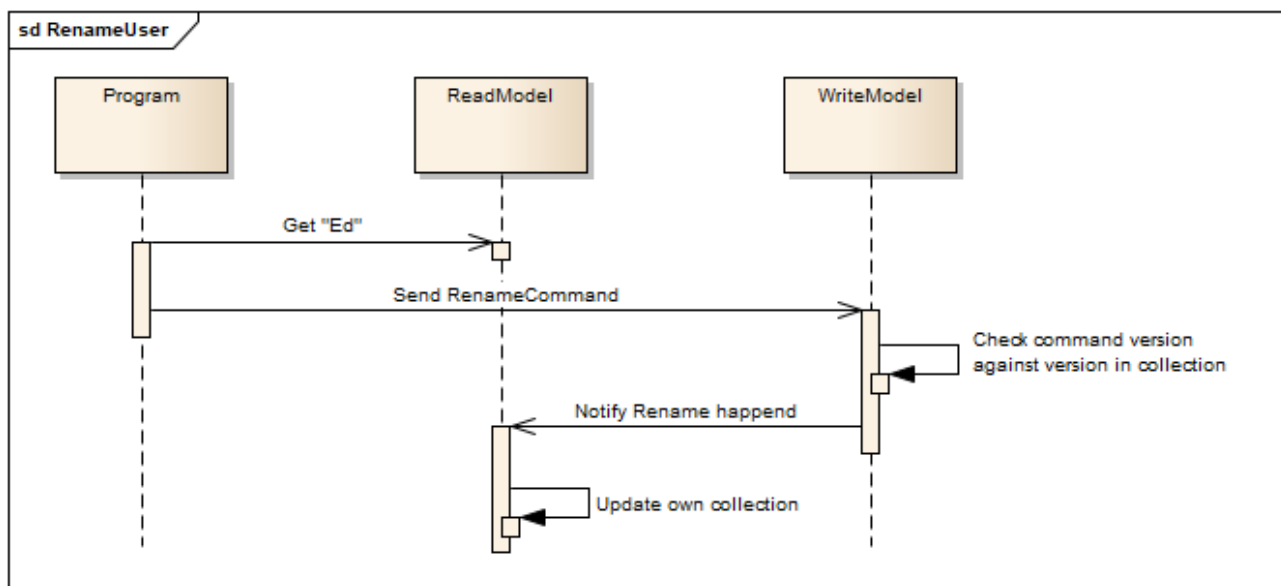 sd RenameUser
Program
ReadModel
WriteModel
Get "Ed"
Send RenameCommand
Check command version
against version in collection
Notify Rename happend
Update own collection